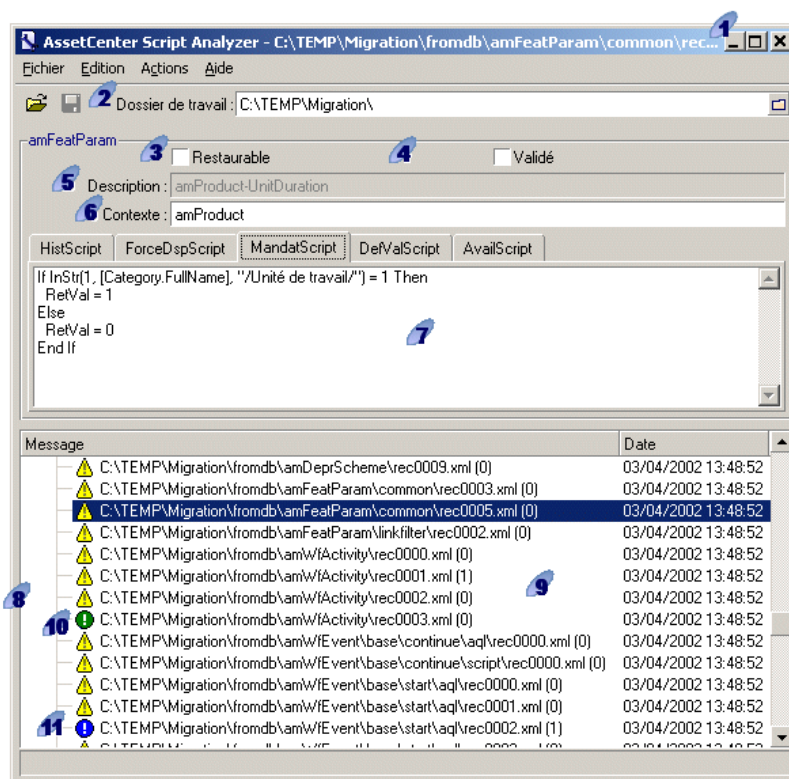 1
AssetCenter Script Analyzer - C:\TEMP\Migration\fromdb\amFeatParam\common\rec...
Fichier Edition Actions Aide
2 Dossier de travail : C:\TEMP\Migration\
amFeatParam
3 Restaurable 4 Validé
5 Description : amProduct-UnitDuration
6 Contexte : amProduct
HistScript ForceDspScript MandatScript DefValScript AvailScript
If InStr(1, [Category.FullName], "/Unité de travail/") = 1 Then
RetVal = 1
Else
RetVal = 0
End If
7
Message Date
C:\TEMP\Migration\fromdb\amDeprScheme\rec0009.xml (0) 03/04/2002 13:48:52
C:\TEMP\Migration\fromdb\amFeatParam\common\rec0003.xml (0) 03/04/2002 13:48:52
C:\TEMP\Migration\fromdb\amFeatParam\common\rec0005.xml (0) 03/04/2002 13:48:52
C:\TEMP\Migration\fromdb\amFeatParam\linkfilter\rec0002.xml (0) 03/04/2002 13:48:52
C:\TEMP\Migration\fromdb\amWfActivity\rec0000.xml (0) 03/04/2002 13:48:52
C:\TEMP\Migration\fromdb\amWfActivity\rec0001.xml (1) 03/04/2002 13:48:52
8 C:\TEMP\Migration\fromdb\amWfActivity\rec0002.xml (0) 9 03/04/2002 13:48:52
10 C:\TEMP\Migration\fromdb\amWfActivity\rec0003.xml (0) 03/04/2002 13:48:52
C:\TEMP\Migration\fromdb\amWfEvent\base\continue\aql\rec0000.xml (0) 03/04/2002 13:48:52
C:\TEMP\Migration\fromdb\amWfEvent\base\continue\script\rec0000.xml (0) 03/04/2002 13:48:52
C:\TEMP\Migration\fromdb\amWfEvent\base\start\aql\rec0000.xml (0) 03/04/2002 13:48:52
C:\TEMP\Migration\fromdb\amWfEvent\base\start\aql\rec0001.xml (0) 03/04/2002 13:48:52
11 C:\TEMP\Migration\fromdb\amWfEvent\base\start\aql\rec0002.xml (1) 03/04/2002 13:48:52